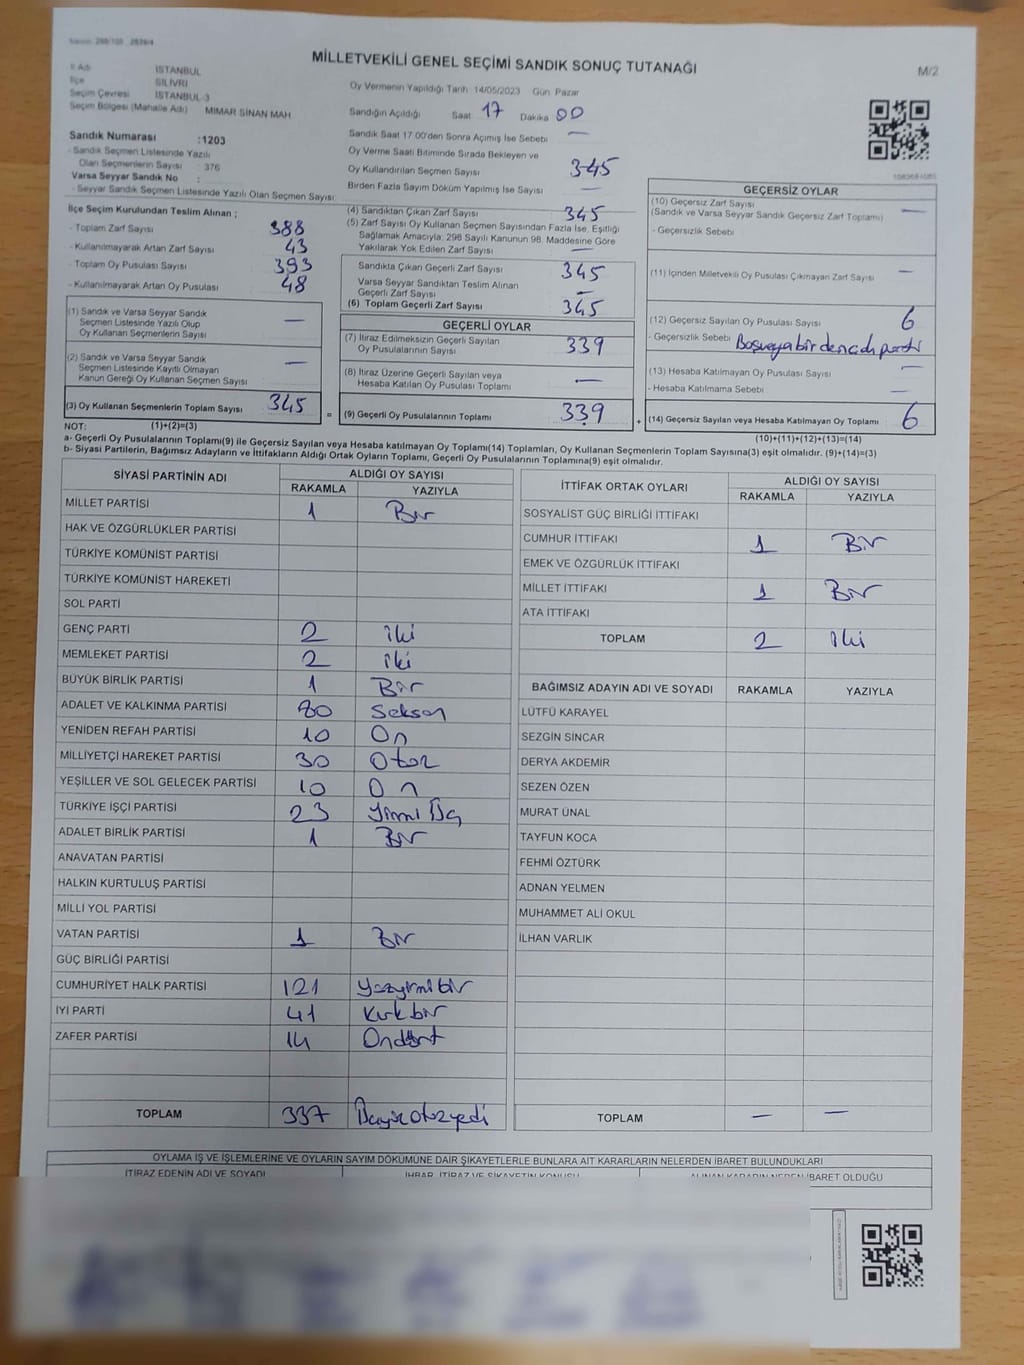 MİLLETVEKİLİ GENEL SEÇİMİ SANDIK SONUÇ TUTANAĞI
M/2
İl Adı İSTANBUL
İlçe SİLİVRİ
Seçim Çevresi İSTANBUL-3
Seçim Bölgesi (Mahalle Adı) MIMAR SİNAN MAH
Sandık Numarası :1203
- Sandık Seçmen Listesinde Yazılı
Olan Seçmenlerin Sayısı : 376
Varsa Seyyar Sandık No :
- Seyyar Sandık Seçmen Listesinde Yazılı Olan Seçmen Sayısı
Oy Vermenin Yapıldığı Tarih 14/05/2023 Gün Pazar
Sandığın Açıldığı Saat 17 Dakika 00
Sandık Saat 17.00'den Sonra Açımış İse Sebebi —
Oy Verme Saati Bitiminde Sırada Bekleyen ve
Oy Kullandırılan Seçmen Sayısı 345
Birden Fazla Sayım Döküm Yapılmış İse Sayısı —
İlçe Seçim Kurulundan Teslim Alınan ;
- Toplam Zarf Sayısı 388
- Kullanılmayarak Artan Zarf Sayısı 43
- Toplam Oy Pusulası Sayısı 393
- Kullanılmayarak Artan Oy Pusulası 48
(1) Sandık ve Varsa Seyyar Sandık
Seçmen Listesinde Yazılı Olup
Oy Kullanan Seçmenlerin Sayısı —
(2) Sandık ve Varsa Seyyar Sandık
Seçmen Listesinde Kayıtlı Olmayan
Kanun Gereği Oy Kullanan Seçmen Sayısı —
(3) Oy Kullanan Seçmenlerin Toplam Sayısı 345 =
(4) Sandıktan Çıkan Zarf Sayısı 345
(5) Zarf Sayısı Oy Kullanan Seçmen Sayısından Fazla İse, Eşitliği
Sağlamak Amacıyla; 298 Sayılı Kanunun 98. Maddesine Göre
Yakılarak Yok Edilen Zarf Sayısı —
Sandıkta Çıkan Geçerli Zarf Sayısı 345
Varsa Seyyar Sandıktan Teslim Alınan
Geçerli Zarf Sayısı —
(6) Toplam Geçerli Zarf Sayısı 345
GEÇERLİ OYLAR
(7) İtiraz Edilmeksizin Geçerli Sayılan
Oy Pusulalarının Sayısı 339
(8) İtiraz Üzerine Geçerli Sayılan veya
Hesaba Katılan Oy Pusulası Toplamı —
(9) Geçerli Oy Pusulalarının Toplamı 339 +
GEÇERSİZ OYLAR
(10) Geçersiz Zarf Sayısı
(Sandık ve Varsa Seyyar Sandık Geçersiz Zarf Toplamı) —
- Geçersizlik Sebebi
(11) İçinden Milletvekili Oy Pusulası Çıkmayan Zarf Sayısı —
(12) Geçersiz Sayılan Oy Pusulası Sayısı 6
- Geçersizlik Sebebi Boş veya birden
(13) Hesaba Katılmayan Oy Pusulası Sayısı —
- Hesaba Katılmama Sebebi —
(14) Geçersiz Sayılan veya Hesaba Katılmayan Oy Toplamı 6
NOT: (1)+(2)=(3) (10)+(11)+(12)+(13)=(14)
a- Geçerli Oy Pusulalarının Toplamı(9) ile Geçersiz Sayılan veya Hesaba katılmayan Oy Toplamı(14) Toplamları, Oy Kullanan Seçmenlerin Toplam Sayısına(3) eşit olmalıdır. (9)+(14)=(3)
b- Siyasi Partilerin, Bağımsız Adayların ve İttifakların Aldığı Ortak Oyların Toplamı, Geçerli Oy Pusulalarının Toplamına(9) eşit olmalıdır.
SİYASİ PARTİNİN ADI ALDIĞI OY SAYISI
RAKAMLA YAZIYLA
MİLLET PARTİSİ 1 Bir
HAK VE ÖZGÜRLÜKLER PARTİSİ
TÜRKİYE KOMÜNİST PARTİSİ
TÜRKİYE KOMÜNİST HAREKETİ
SOL PARTİ
GENÇ PARTİ 2 iki
MEMLEKET PARTİSİ 2 iki
BÜYÜK BİRLİK PARTİSİ 1 Bir
ADALET VE KALKINMA PARTİSİ 80 Seksen
YENİDEN REFAH PARTİSİ 10 On
MİLLİYETÇİ HAREKET PARTİSİ 30 Otuz
YEŞİLLER VE SOL GELECEK PARTİSİ 10 On
TÜRKİYE İŞÇİ PARTİSİ 23 Yirmi Üç
ADALET BİRLİK PARTİSİ 1 Bir
ANAVATAN PARTİSİ
HALKIN KURTULUŞ PARTİSİ
MİLLİ YOL PARTİSİ
VATAN PARTİSİ 1 Bir
GÜÇ BİRLİĞİ PARTİSİ
CUMHURİYET HALK PARTİSİ 121 Yüzyirmibir
İYİ PARTİ 41 Kırkbir
ZAFER PARTİSİ 14 Ondört
TOPLAM 337 Üçyüzotuzyedi
İTTİFAK ORTAK OYLARI ALDIĞI OY SAYISI
RAKAMLA YAZIYLA
SOSYALİST GÜÇ BİRLİĞİ İTTİFAKI
CUMHUR İTTİFAKI 1 Bir
EMEK VE ÖZGÜRLÜK İTTİFAKI
MİLLET İTTİFAKI 1 Bir
ATA İTTİFAKI
TOPLAM 2 iki
BAĞIMSIZ ADAYIN ADI VE SOYADI RAKAMLA YAZIYLA
LÜTFÜ KARAYEL
SEZGİN SİNCAR
DERYA AKDEMİR
SEZEN ÖZEN
MURAT ÜNAL
TAYFUN KOCA
FEHMİ ÖZTÜRK
ADNAN YELMEN
MUHAMMET ALİ OKUL
İLHAN VARLIK
TOPLAM — —
OYLAMA İŞ VE İŞLEMLERİNE VE OYLARIN SAYIM DÖKÜMÜNE DAİR ŞİKAYETLERLE BUNLARA AİT KARARLARIN NELERDEN İBARET BULUNDUKLARI
İTİRAZ EDENİN ADI VE SOYADI İHBAR, İTİRAZ VE ŞİKAYETİN KONUSU ALINAN KARARIN NEDEN İBARET OLDUĞU